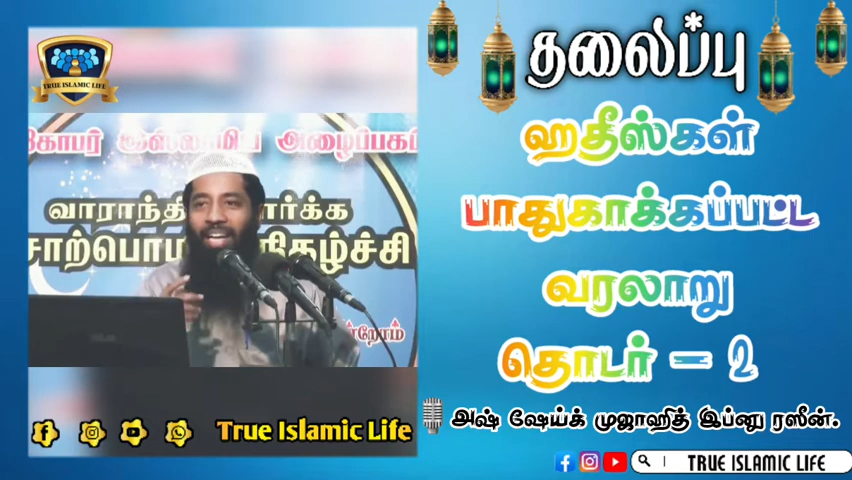 TRUE ISLAMIC LIFE
வாராந்தி ார்க்க
சாற்பொ நிகழ்ச்சி
True Islamic Life
தலைப்பு
ஹதீஸ்கள்
பாதுகாக்கப்பட்ட
வரலாறு
தொடர் - 2
அஷ் ஷேய்க் முஜாஹித் இப்னு ரஸீன்.
TRUE ISLAMIC LIFE